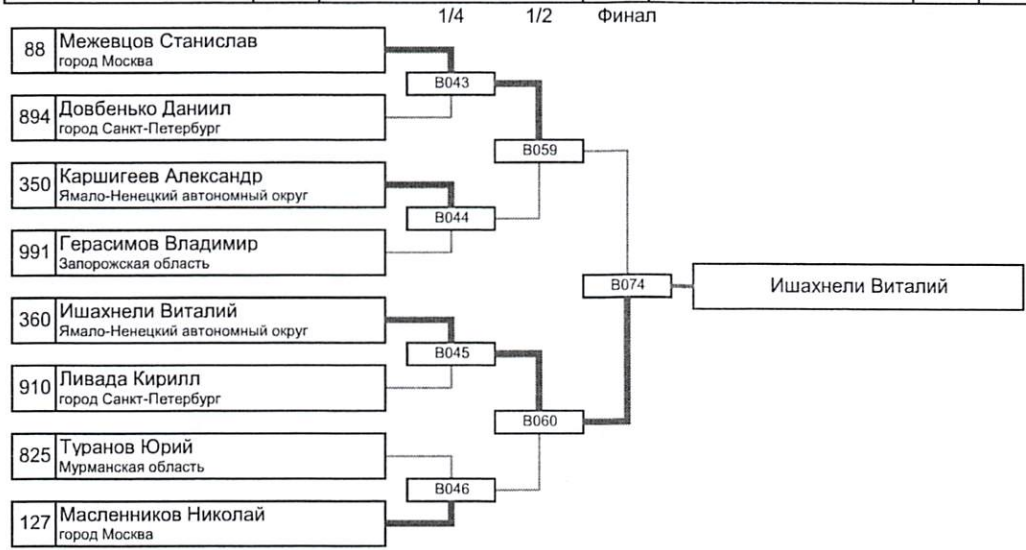 1/4 1/2 Финал
88 Межевцов Станислав
город Москва
B043
894 Довбенько Даниил
город Санкт-Петербург
B059
350 Каршигеев Александр
Ямало-Ненецкий автономный округ
B044
991 Герасимов Владимир
Запорожская область
B074 Ишахнели Виталий
360 Ишахнели Виталий
Ямало-Ненецкий автономный округ
B045
910 Ливада Кирилл
город Санкт-Петербург
B060
825 Туранов Юрий
Мурманская область
B046
127 Масленников Николай
город Москва